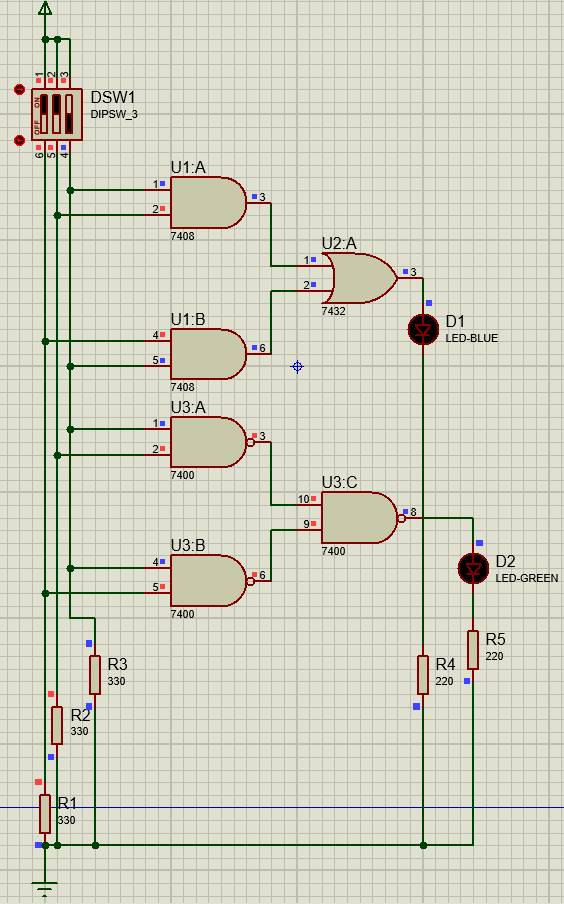 1 2 3
DSW1
DIPSW_3
ON
OFF
6 5 4
U1:A
1
2
3
7408
U2:A
1
2
3
7432
D1
LED-BLUE
U1:B
4
5
6
7408
U3:A
1
2
3
7400
U3:C
10
9
8
7400
U3:B
4
5
6
7400
D2
LED-GREEN
R5
220
R3
330
R4
220
R2
330
R1
330